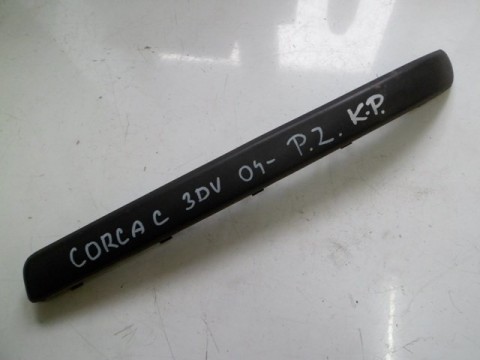 CORCA C 3DV 04- P.Z. K.P.